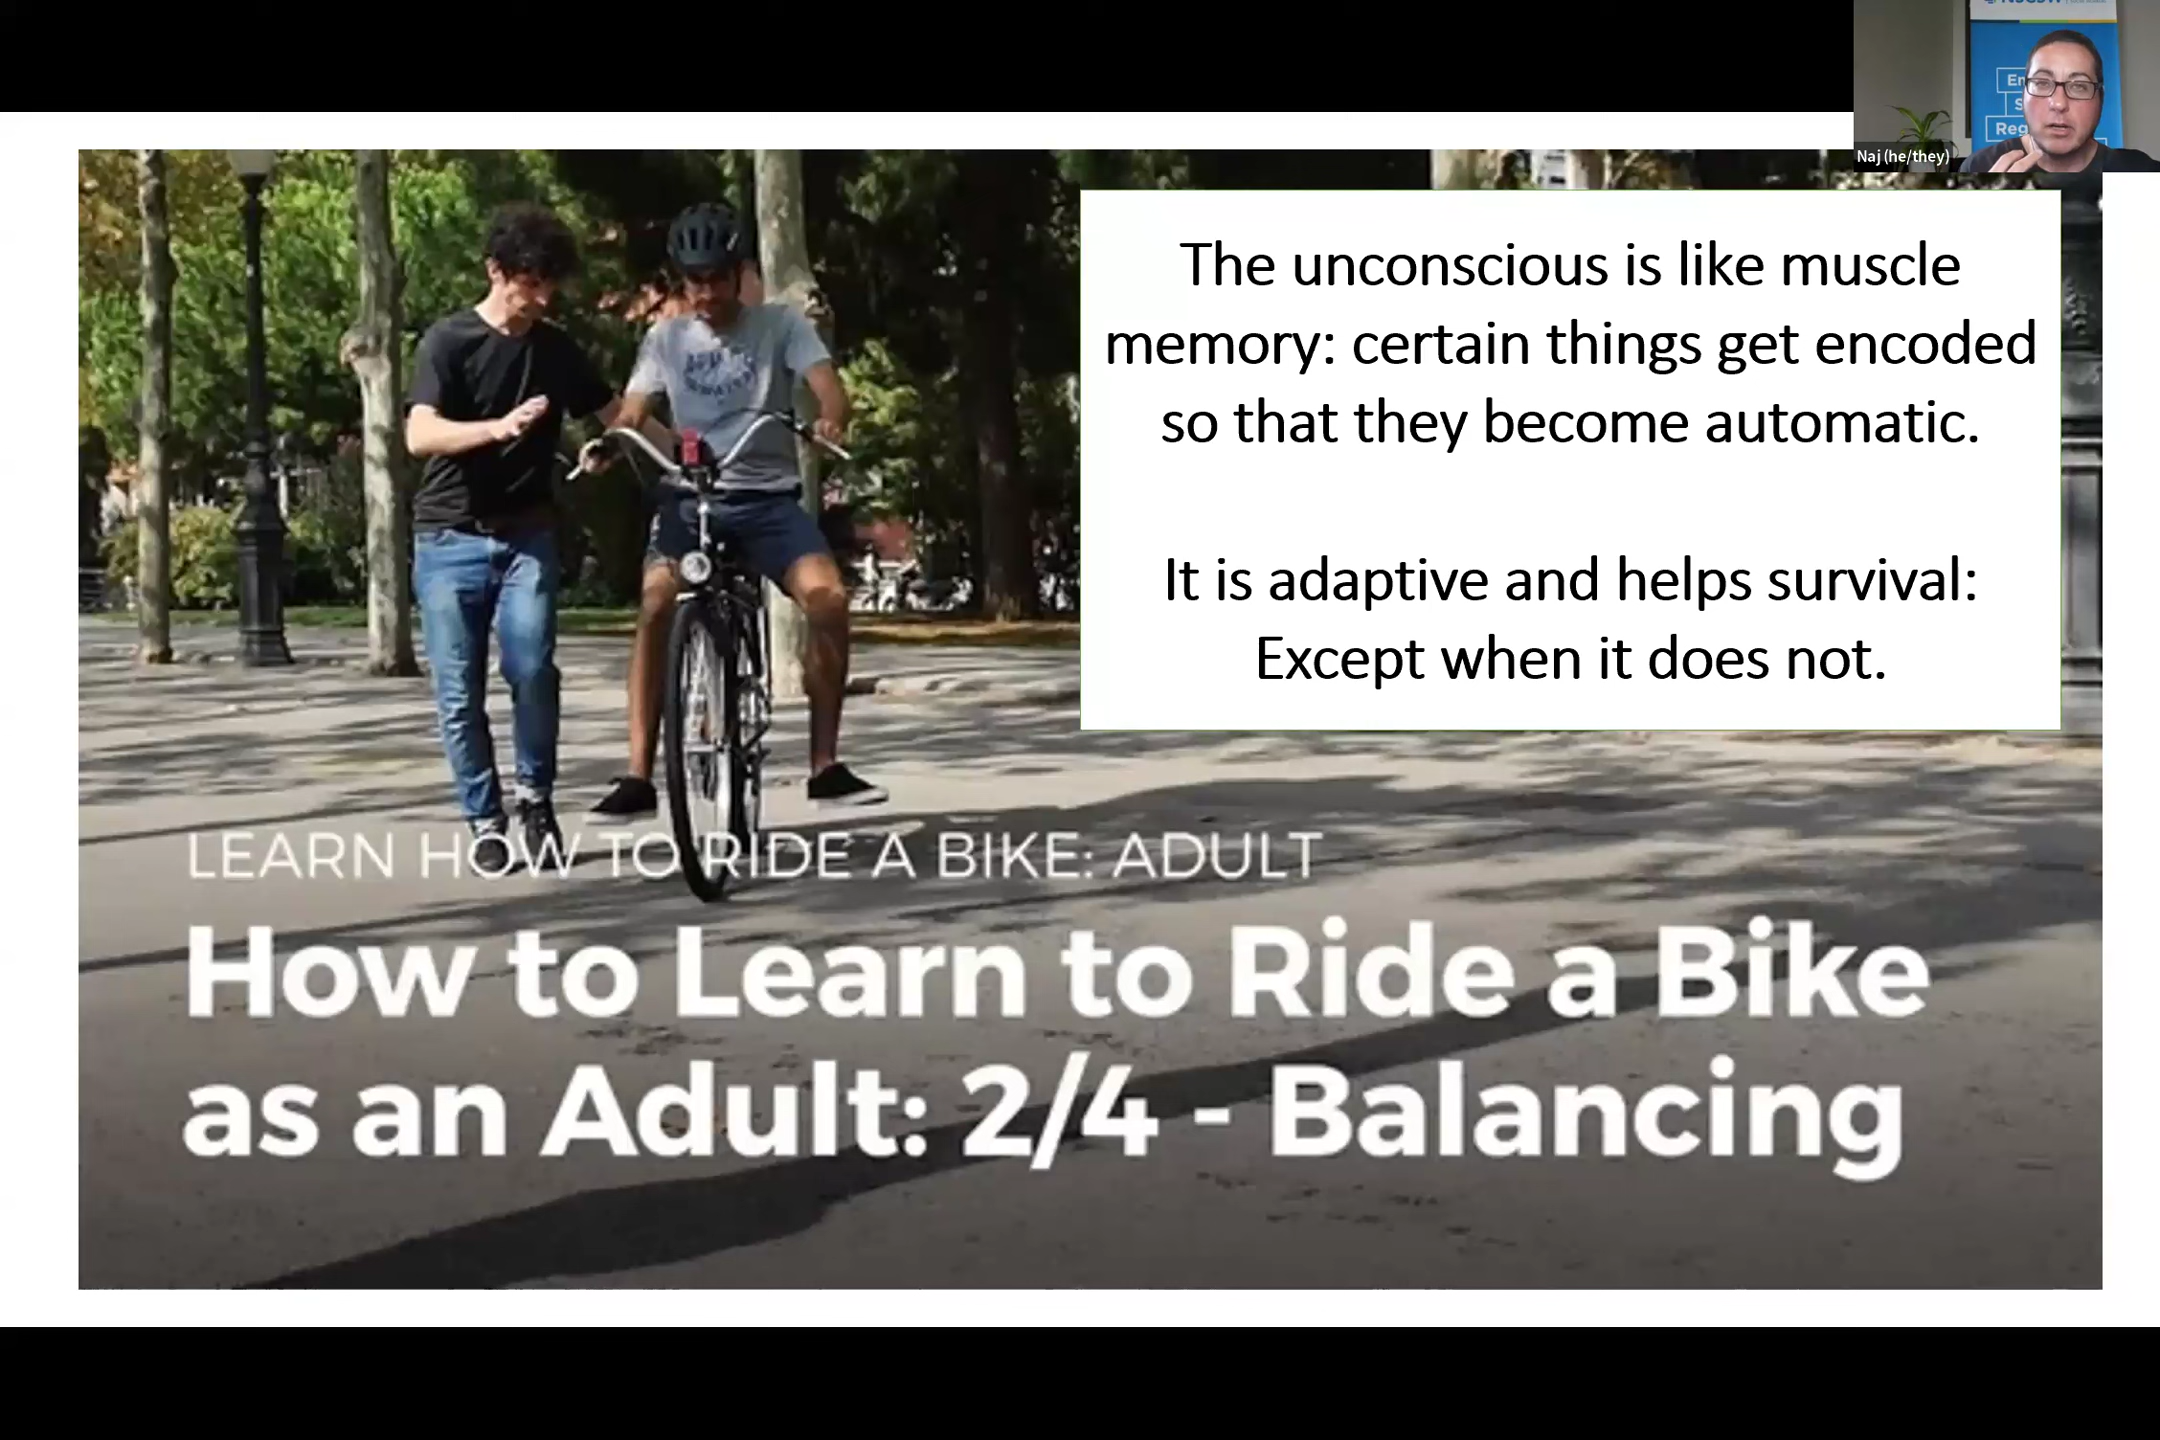 Naj (he/they)
The unconscious is like muscle
memory: certain things get encoded
so that they become automatic.
It is adaptive and helps survival:
Except when it does not.
LEARN HOW TO RIDE A BIKE: ADULT
How to Learn to Ride a Bike
as an Adult: 2/4 - Balancing